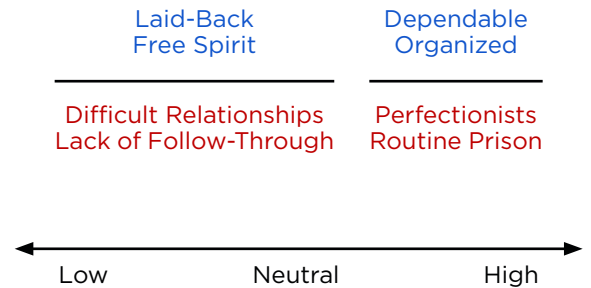 Laid-Back
Free Spirit
Difficult Relationships
Lack of Follow-Through
Dependable
Organized
Perfectionists
Routine Prison
Low
Neutral
High